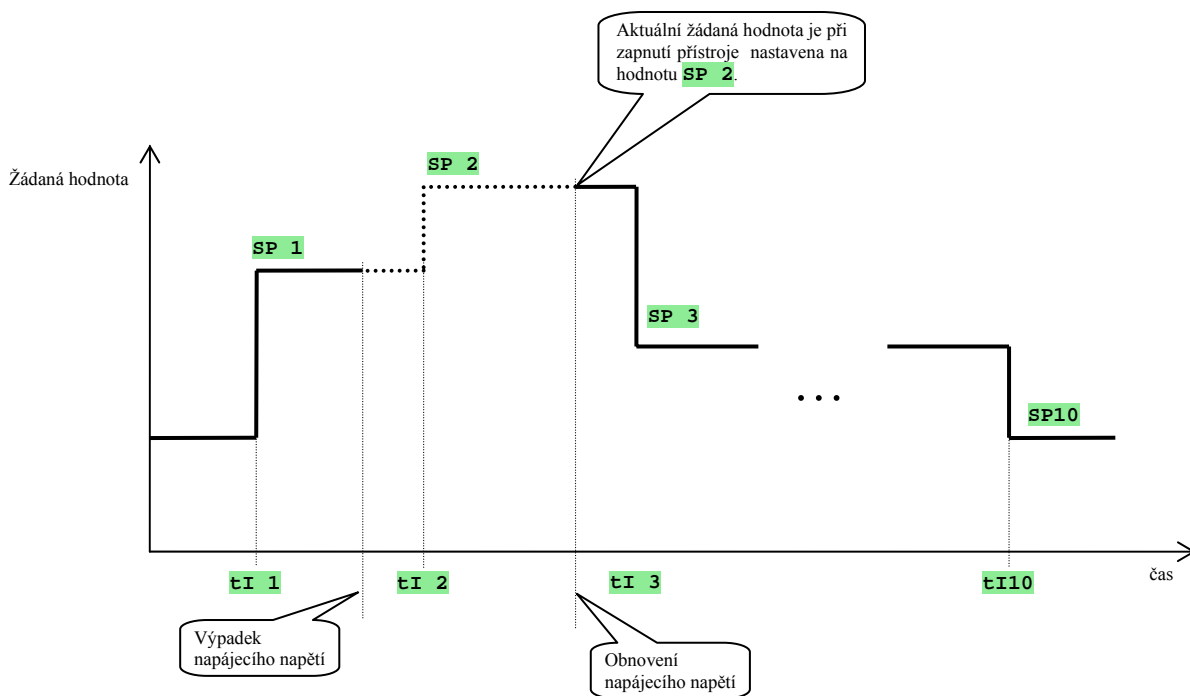 Aktuální žádaná hodnota je při
zapnutí přístroje nastavena na
hodnotu SP 2.
Žádaná hodnota
SP 2
SP 1
SP 3
...
SP10
tI 1
tI 2
tI 3
tI10
čas
Výpadek
napájecího napětí
Obnovení
napájecího napětí